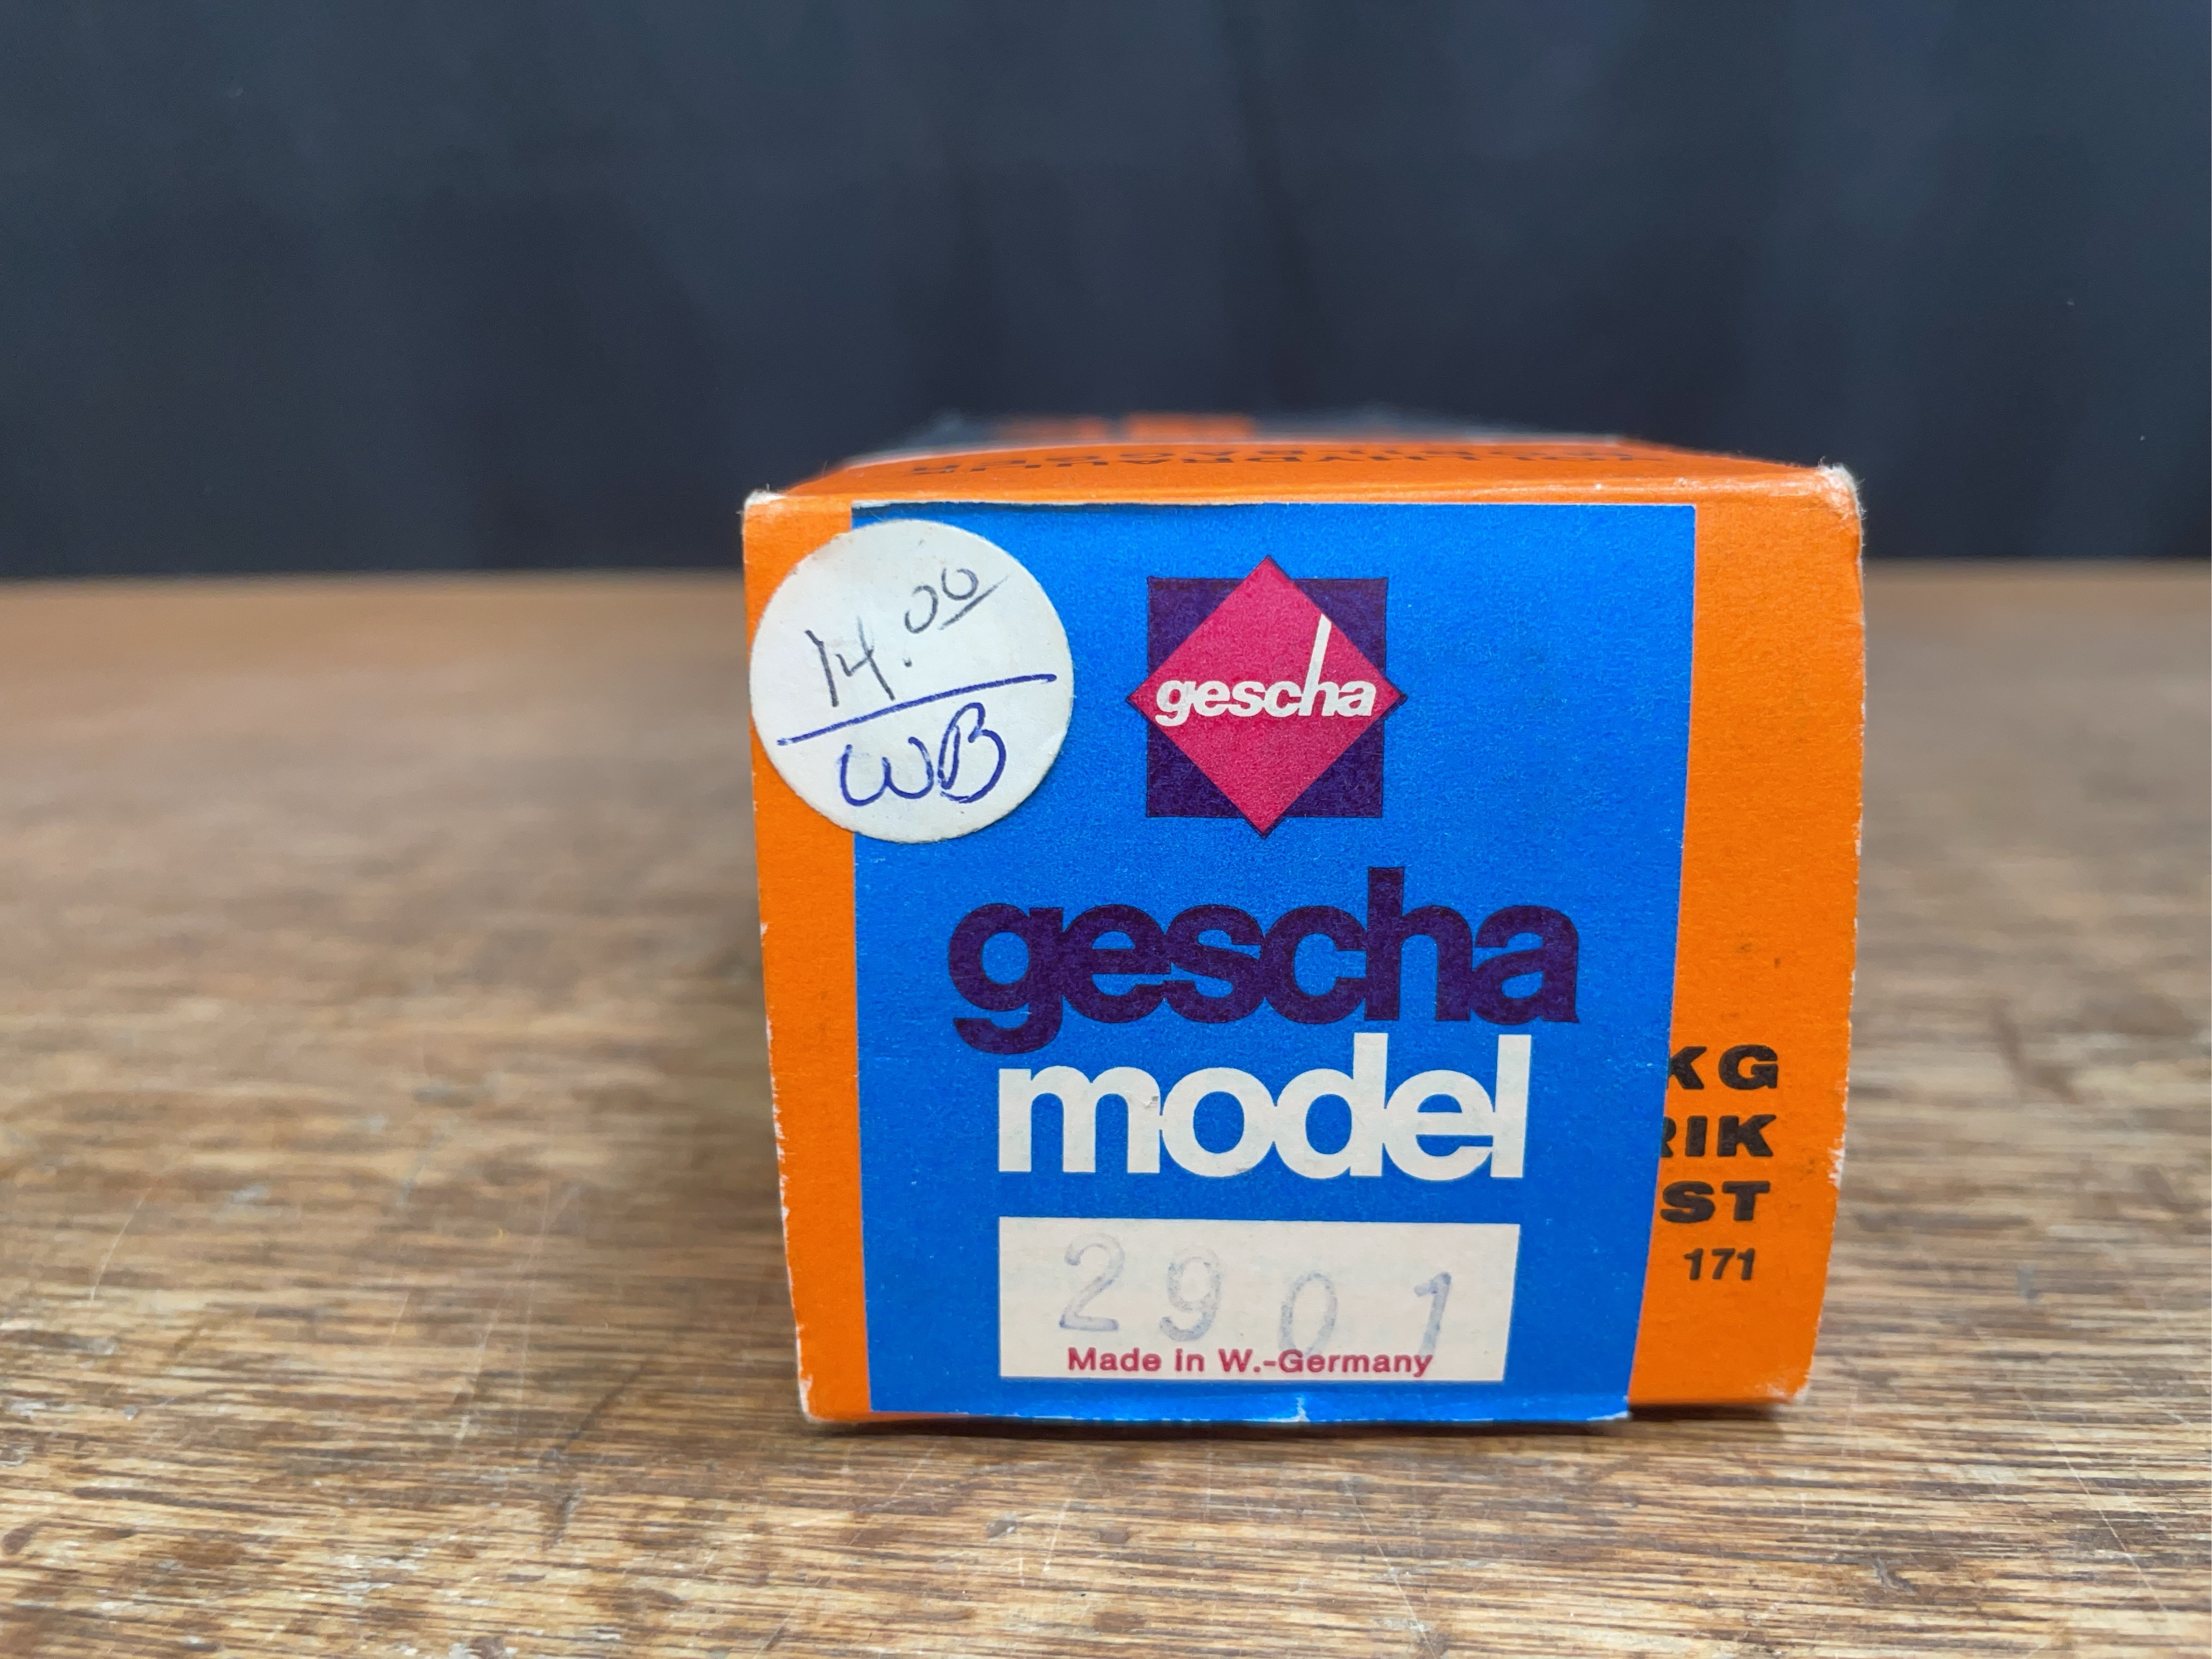 14.00
WB
gescha
gescha
model
2901
Made in W.-Germany
KG
RIK
ST
171